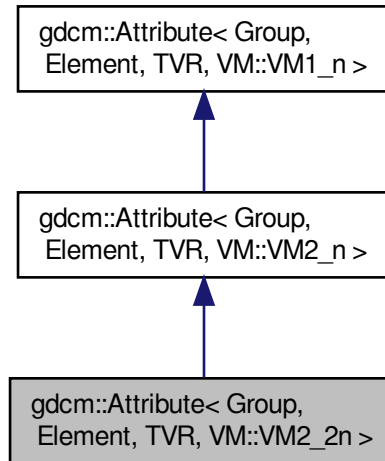 gdcm::Attribute< Group,
Element, TVR, VM::VM1_n >
gdcm::Attribute< Group,
Element, TVR, VM::VM2_n >
gdcm::Attribute< Group,
Element, TVR, VM::VM2_2n >